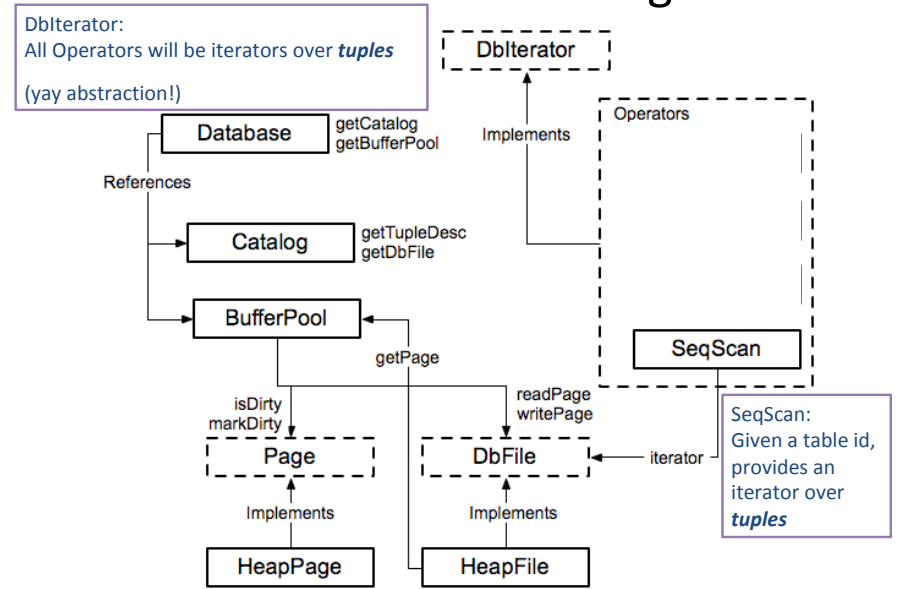 DbIterator:
All Operators will be iterators over tuples
(yay abstraction!)
DbIterator
Operators
Implements
Database
getCatalog
getBufferPool
References
Catalog
getTupleDesc
getDbFile
BufferPool
SeqScan
getPage
isDirty
markDirty
readPage
writePage
SeqScan:
Given a table id,
provides an
iterator over
tuples
Page
DbFile
iterator
Implements
Implements
HeapPage
HeapFile